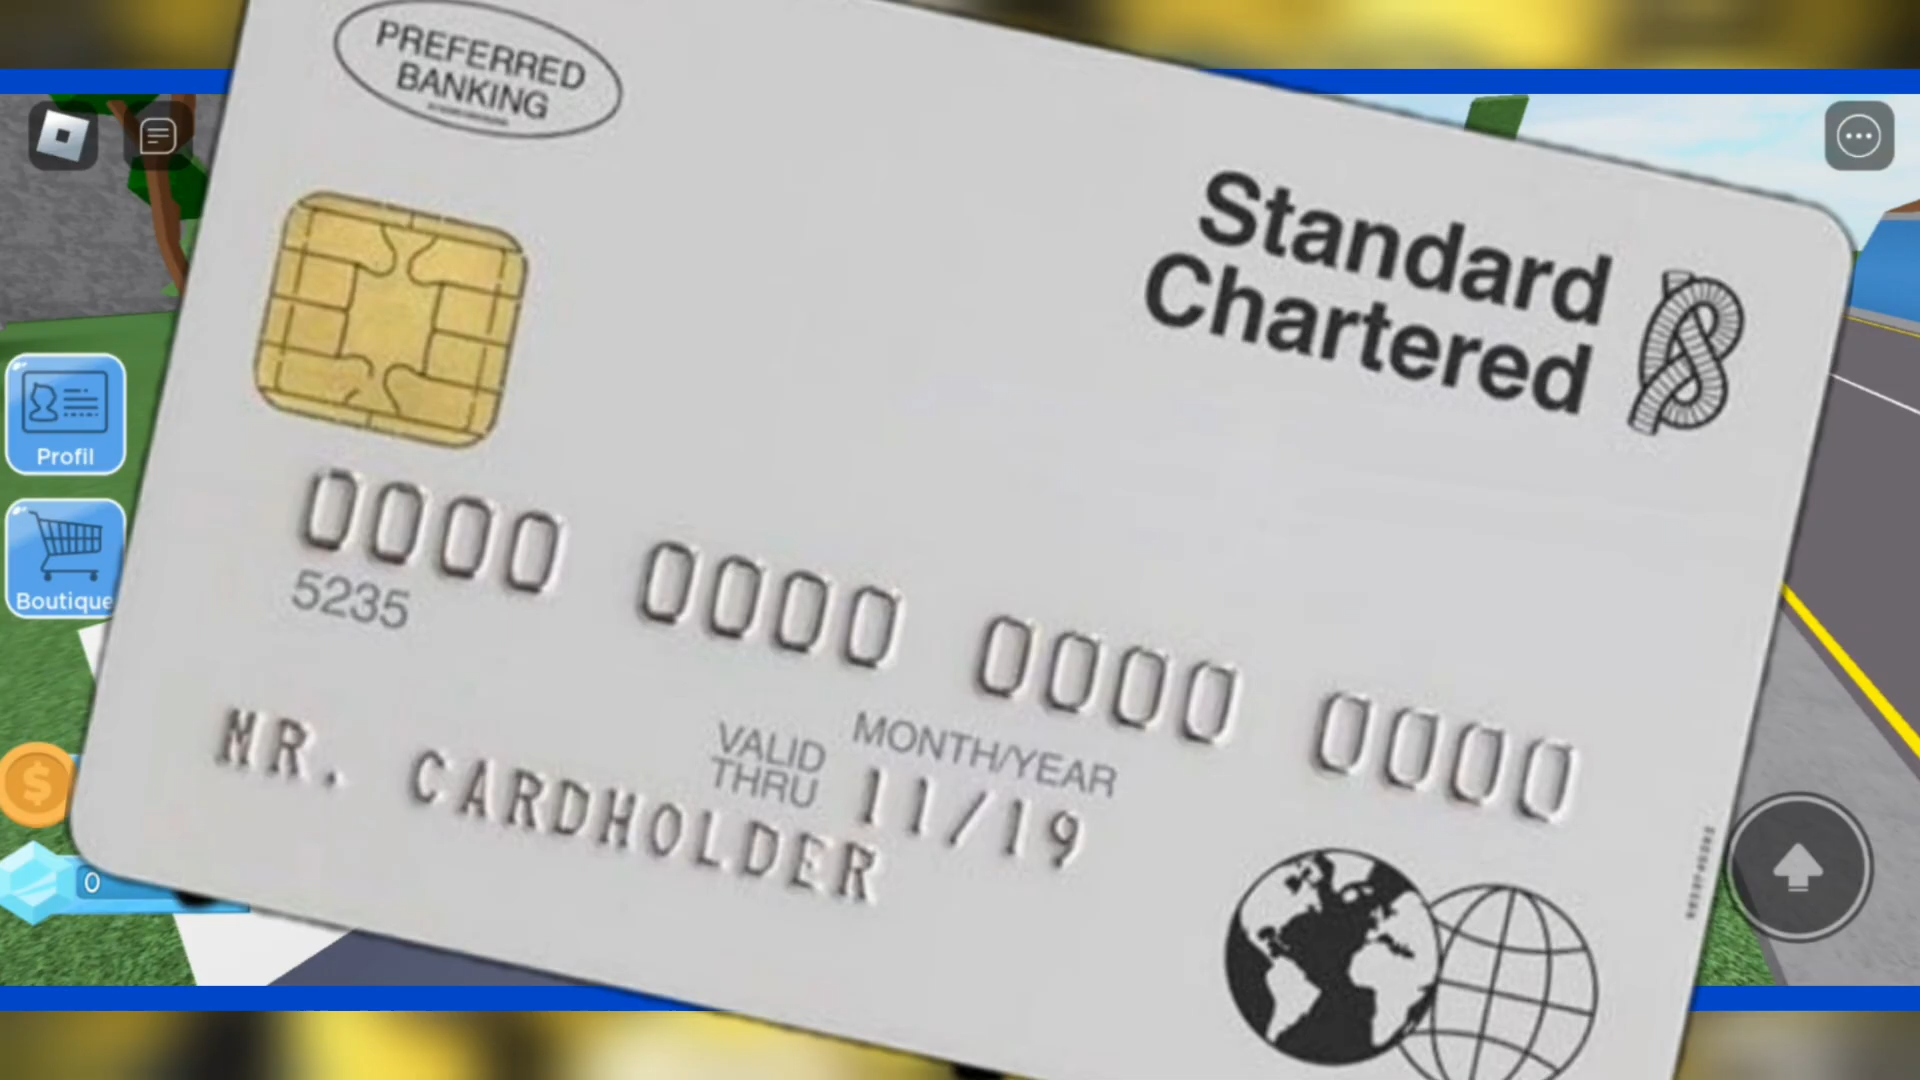 PREFERRED
BANKING
Standard
Chartered
0000 0000 0000 0000
5235
VALID
THRU
MONTH/YEAR
11/19
MR. CARDHOLDER
Profil
Boutique
$
0